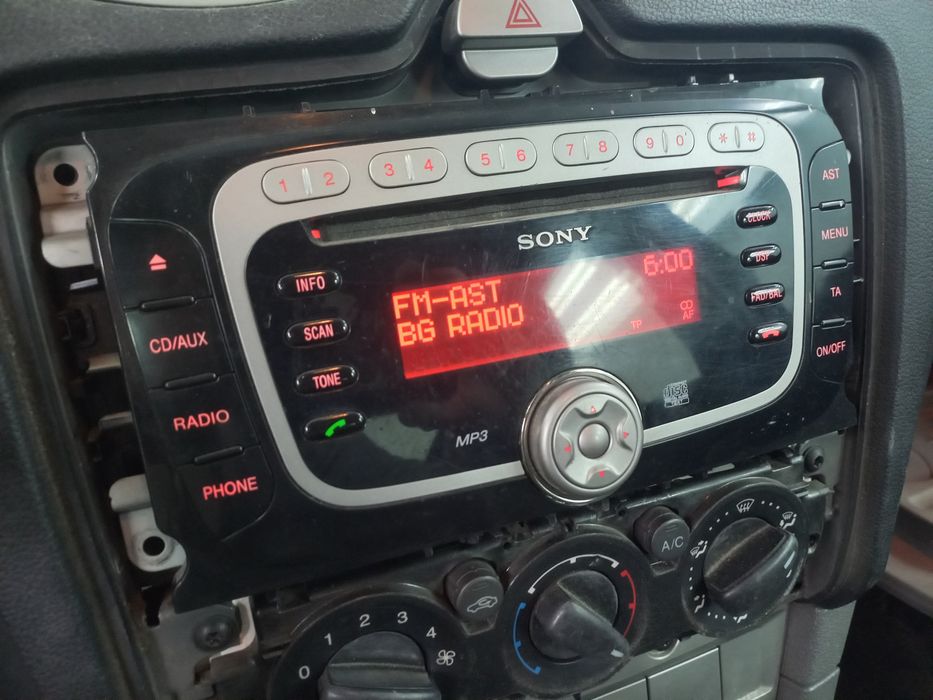 1 2 3 4 5 6 7 8 9 0 * #
AST
CLOCK
SONY
MENU
6:00
DSP
INFO
FM-AST
TA
CD/AUX
SCAN
BG RADIO
CD
FAD/BAL
TP AF
ON/OFF
TONE
RADIO
MP3
PHONE
A/C
0 1 2 3 4